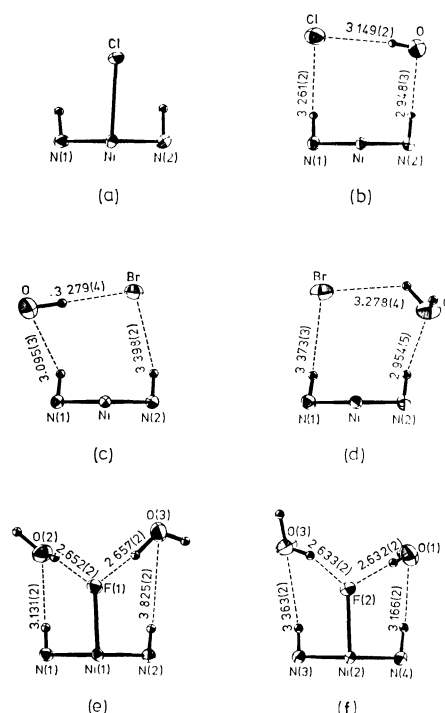 Cl
N(1) Ni N(2)
(a)
Cl 3 149(2) O
3 261(2) 2 948(3)
N(1) Ni N(2)
(b)
O 3 279(4) Br
3.095(3) 3 398(2)
N(1) Ni N(2)
(c)
Br 3.278(4) O
3 373(3) 2.954(5)
N(1) Ni N(2)
(d)
O(2) 2.652(2) 2.657(2) O(3)
F(1)
3.131(2) 3 825(2)
N(1) Ni(1) N(2)
(e)
O(3) 2.633(2) 2.632(2) O(1)
F(2)
3.363(2) 3 166(2)
N(3) Ni(2) N(4)
(f)